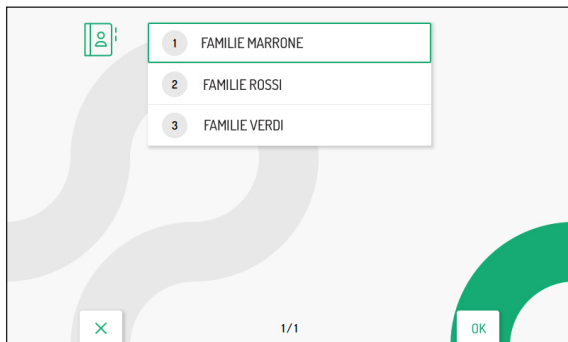 1 FAMILIE MARRONE
2 FAMILIE ROSSI
3 FAMILIE VERDI
1/1
OK